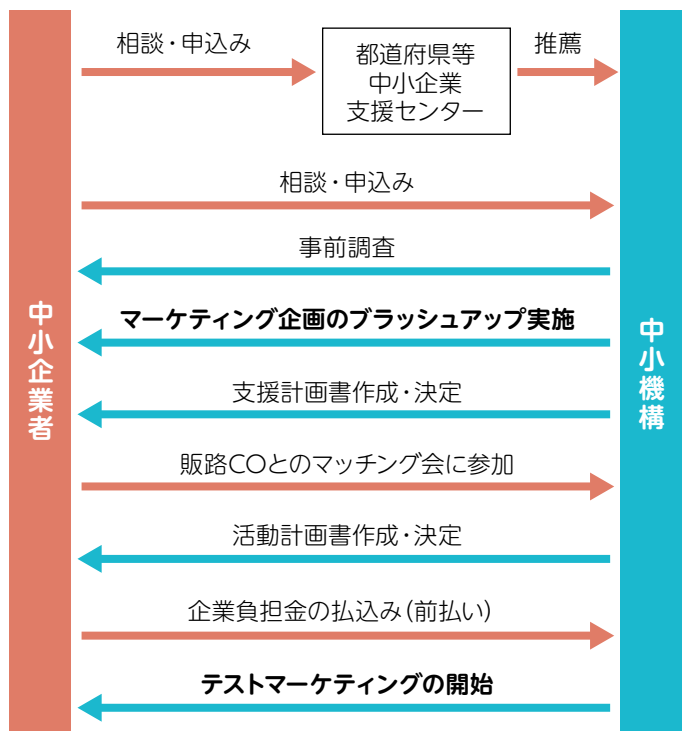 相談・申込み
都道府県等
中小企業
支援センター
推薦
相談・申込み
事前調査
マーケティング企画のブラッシュアップ実施
支援計画書作成・決定
販路COとのマッチング会に参加
活動計画書作成・決定
企業負担金の払込み(前払い)
テストマーケティングの開始
中小企業者
中小機構